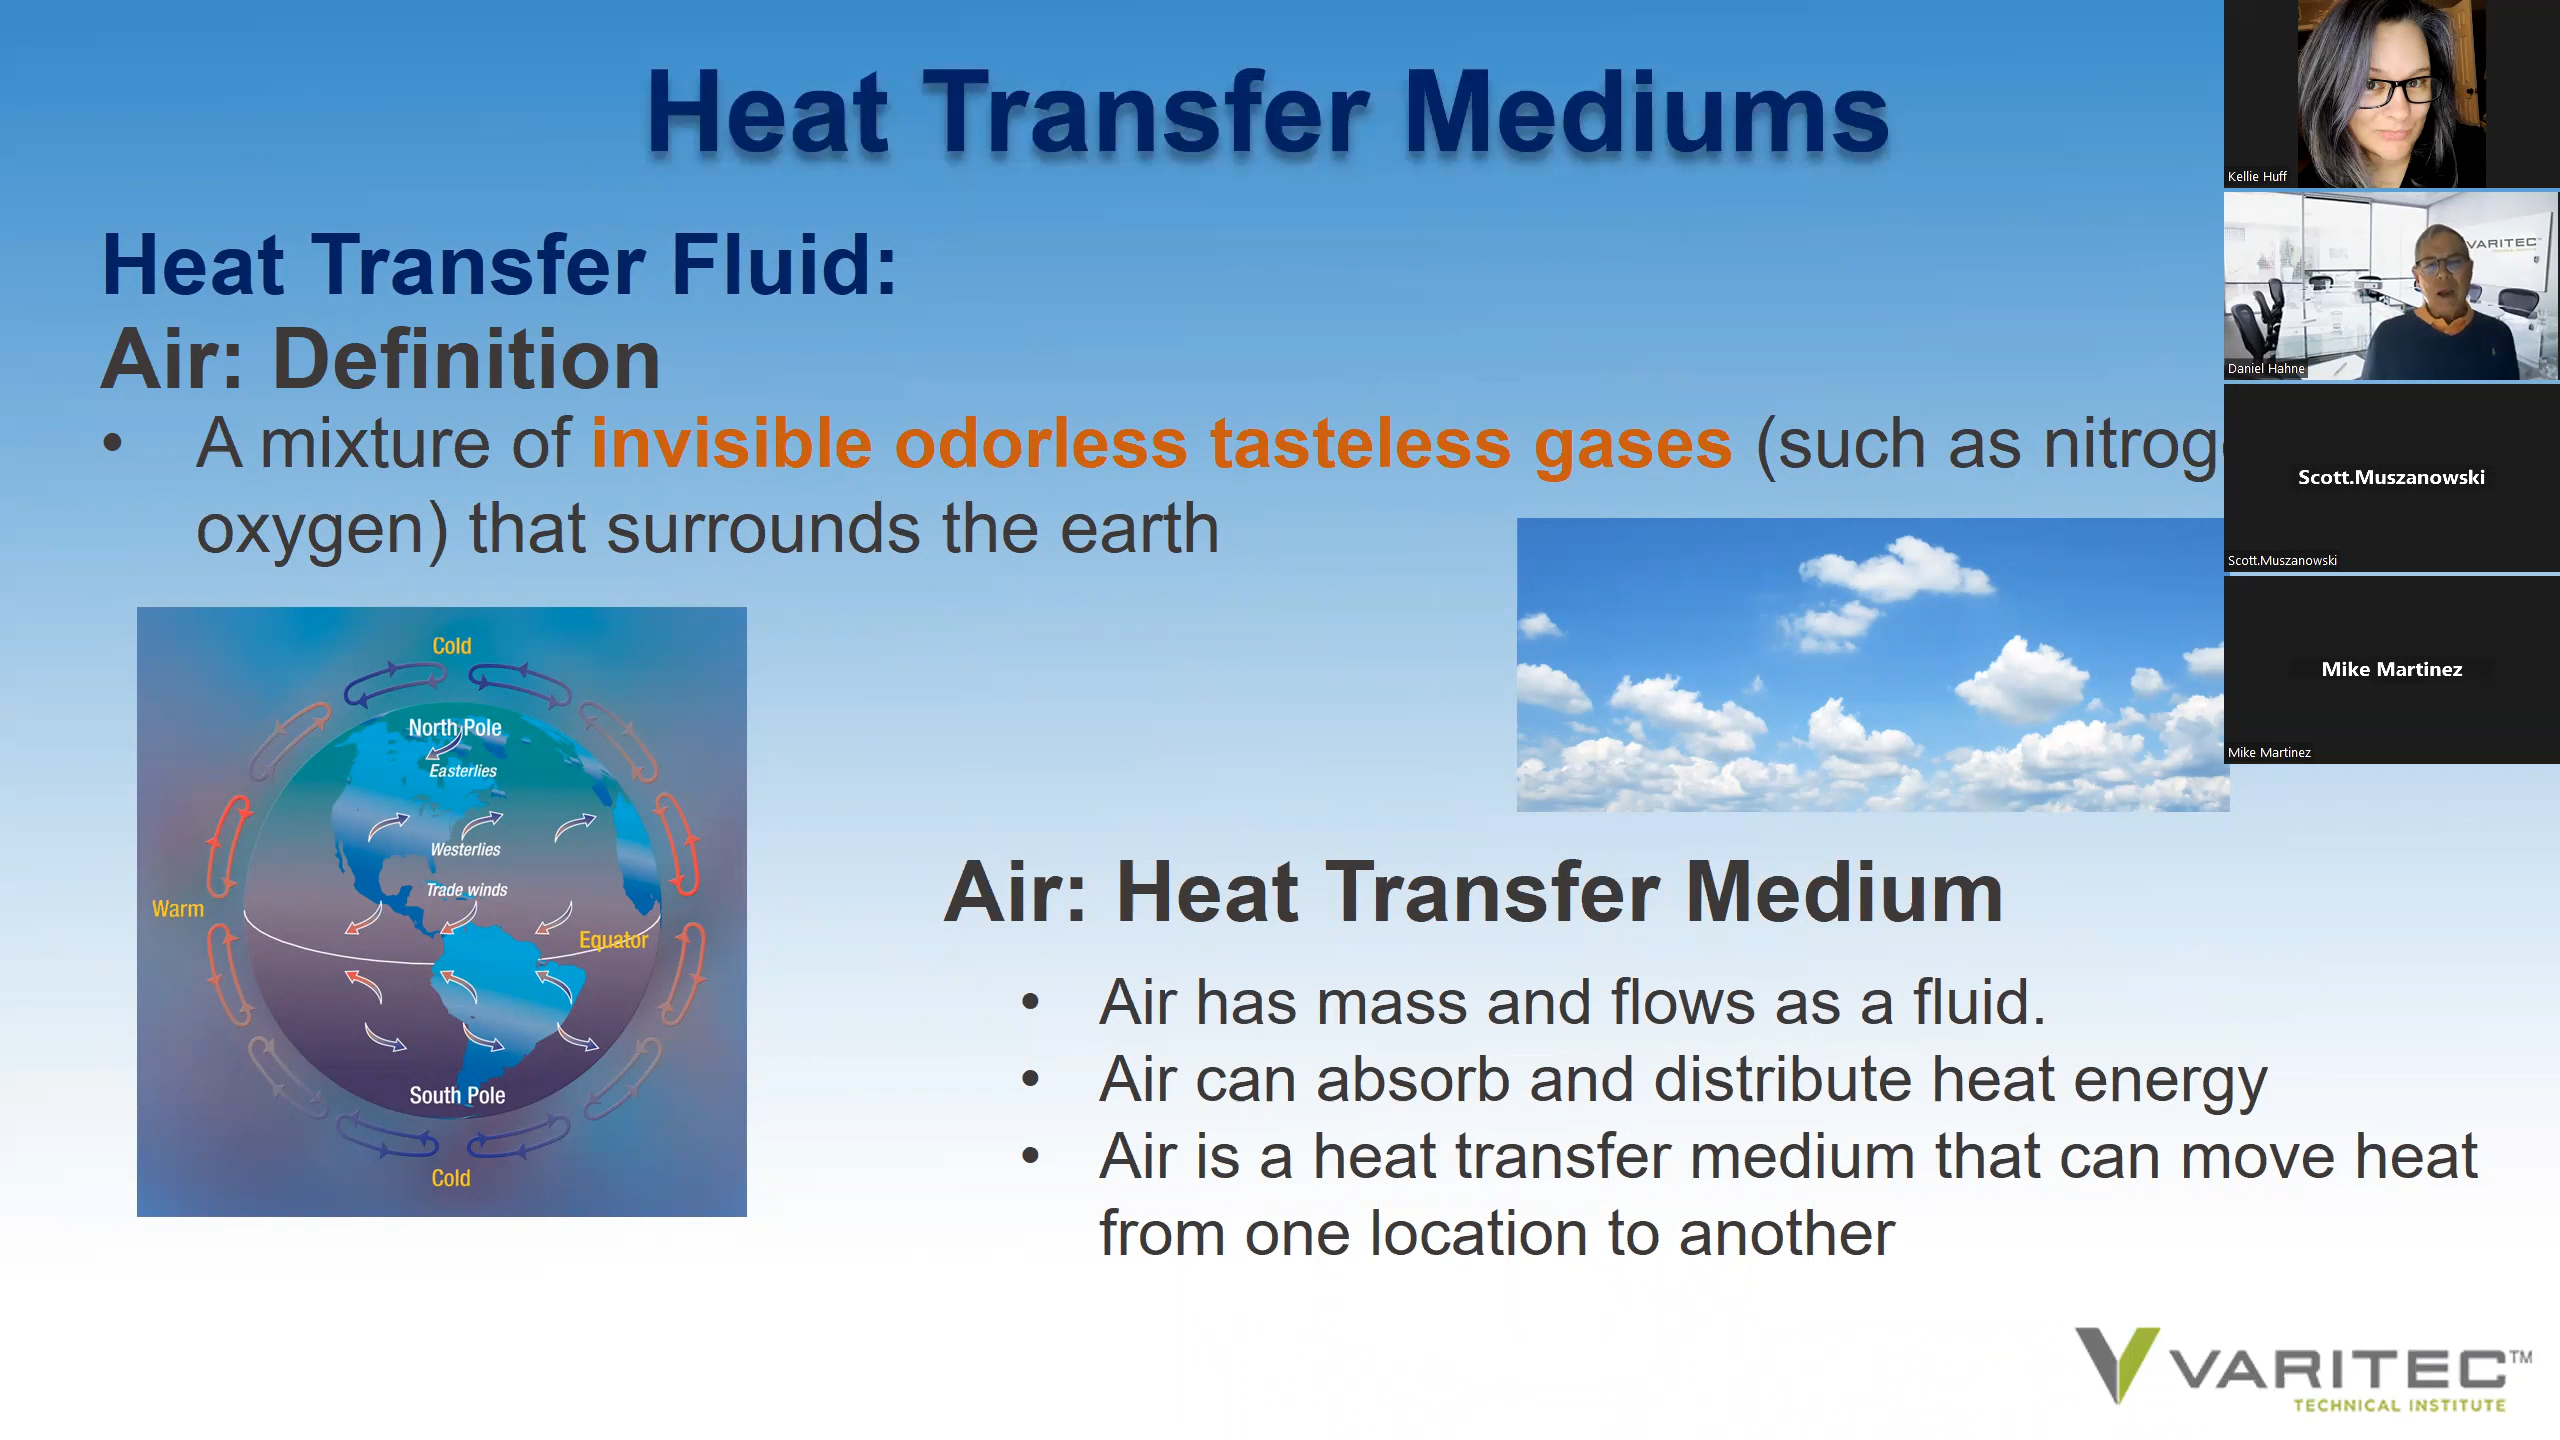 Heat Transfer Mediums
Heat Transfer Fluid:
Air: Definition
• A mixture of invisible odorless tasteless gases (such as
oxygen) that surrounds the earth
Cold
North Pole
Easterlies
Westerlies
Trade winds
Warm
Equator
South Pole
Cold
Air: Heat Transfer Medium
• Air has mass and flows as a fluid.
• Air can absorb and distribute heat energy
• Air is a heat transfer medium that can move heat
from one location to another
VARITEC™
TECHNICAL INSTITUTE
Kellie Huff
VARITEC
Daniel Hahne
Scott.Muszanowski
Scott.Muszanowski
Mike Martinez
Mike Martinez